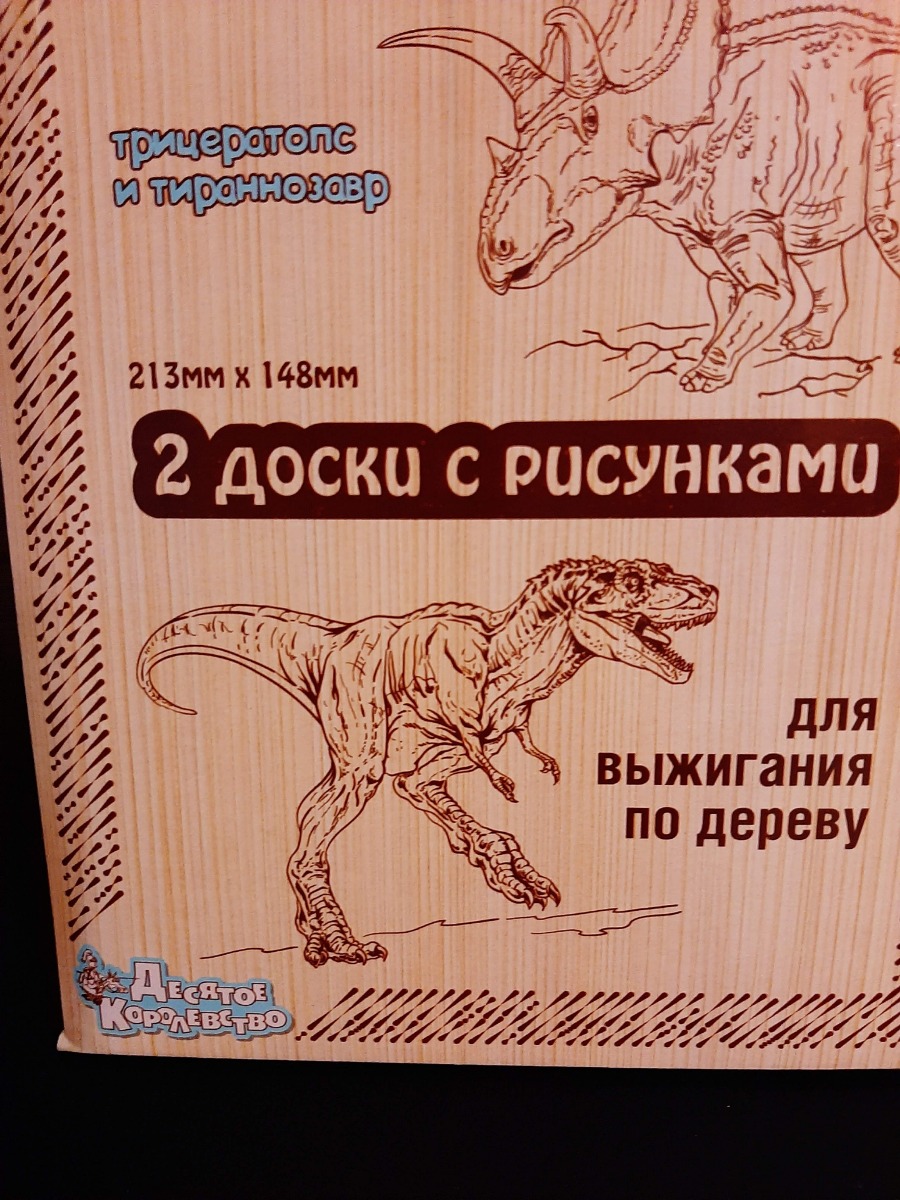 трицератопс
и тираннозавр
213мм х 148мм
2 доски с рисунками
для
выжигания
по дереву
Десятое
Королевство